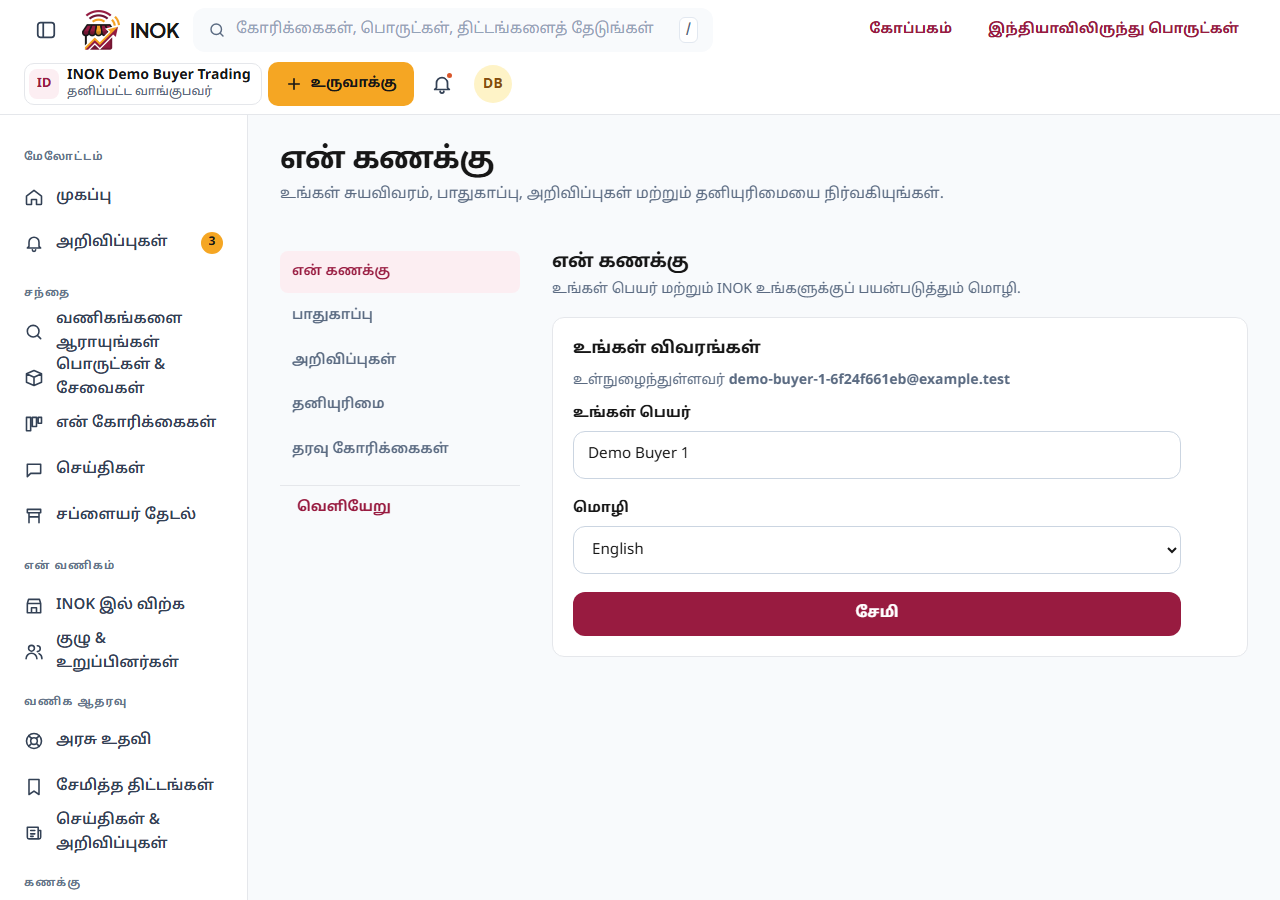 INOK
கோரிக்கைகள், பொருட்கள், திட்டங்களைத் தேடுங்கள்
/
கோப்பகம்
இந்தியாவிலிருந்து பொருட்கள்
ID
INOK Demo Buyer Trading
தனிப்பட்ட வாங்குபவர்
+ உருவாக்கு
DB
மேலோட்டம்
முகப்பு
அறிவிப்புகள்
3
சந்தை
வணிகங்களை
ஆராயுங்கள்
பொருட்கள் &
சேவைகள்
என் கோரிக்கைகள்
செய்திகள்
சப்ளையர் தேடல்
என் வணிகம்
INOK இல் விற்க
குழு &
உறுப்பினர்கள்
வணிக ஆதரவு
அரசு உதவி
சேமித்த திட்டங்கள்
செய்திகள் &
அறிவிப்புகள்
கணக்கு
என் கணக்கு
உங்கள் சுயவிவரம், பாதுகாப்பு, அறிவிப்புகள் மற்றும் தனியுரிமையை நிர்வகியுங்கள்.
என் கணக்கு
பாதுகாப்பு
அறிவிப்புகள்
தனியுரிமை
தரவு கோரிக்கைகள்
வெளியேறு
என் கணக்கு
உங்கள் பெயர் மற்றும் INOK உங்களுக்குப் பயன்படுத்தும் மொழி.
உங்கள் விவரங்கள்
உள்நுழைந்துள்ளவர் demo-buyer-1-6f24f661eb@example.test
உங்கள் பெயர்
Demo Buyer 1
மொழி
English
சேமி